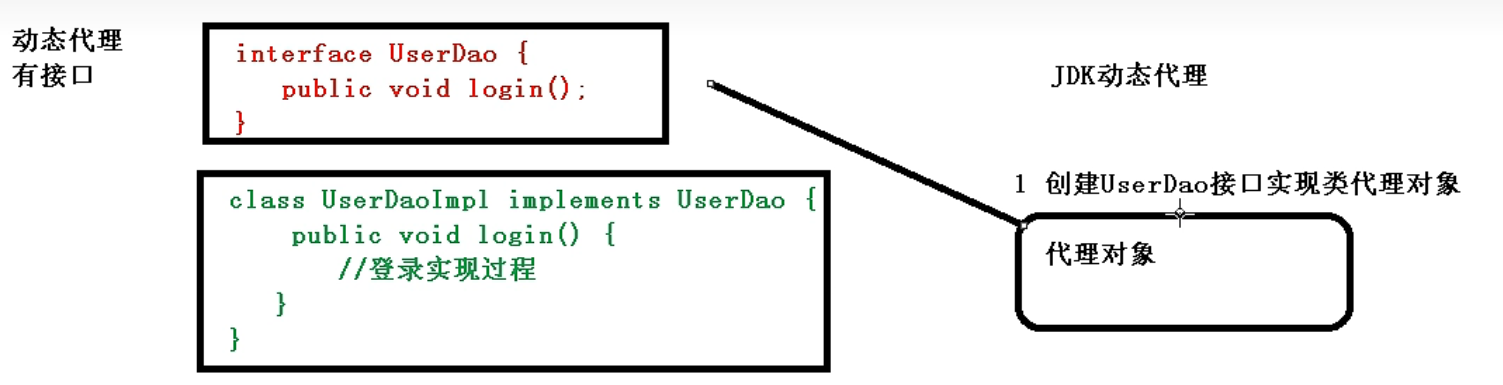 动态代理
有接口
interface UserDao {
public void login();
}
class UserDaoImpl implements UserDao {
public void login() {
//登录实现过程
}
}
JDK动态代理
1 创建UserDao接口实现类代理对象
代理对象